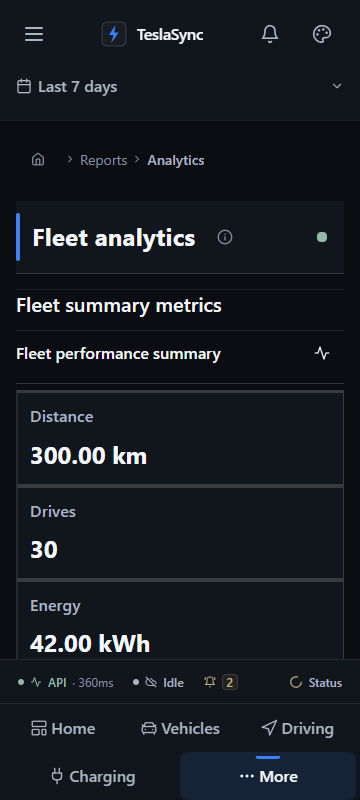 TeslaSync
Last 7 days
Reports > Analytics
Fleet analytics
Fleet summary metrics
Fleet performance summary
Distance
300.00 km
Drives
30
Energy
42.00 kWh
API · 360ms Idle 2 Status
Home Vehicles Driving
Charging More